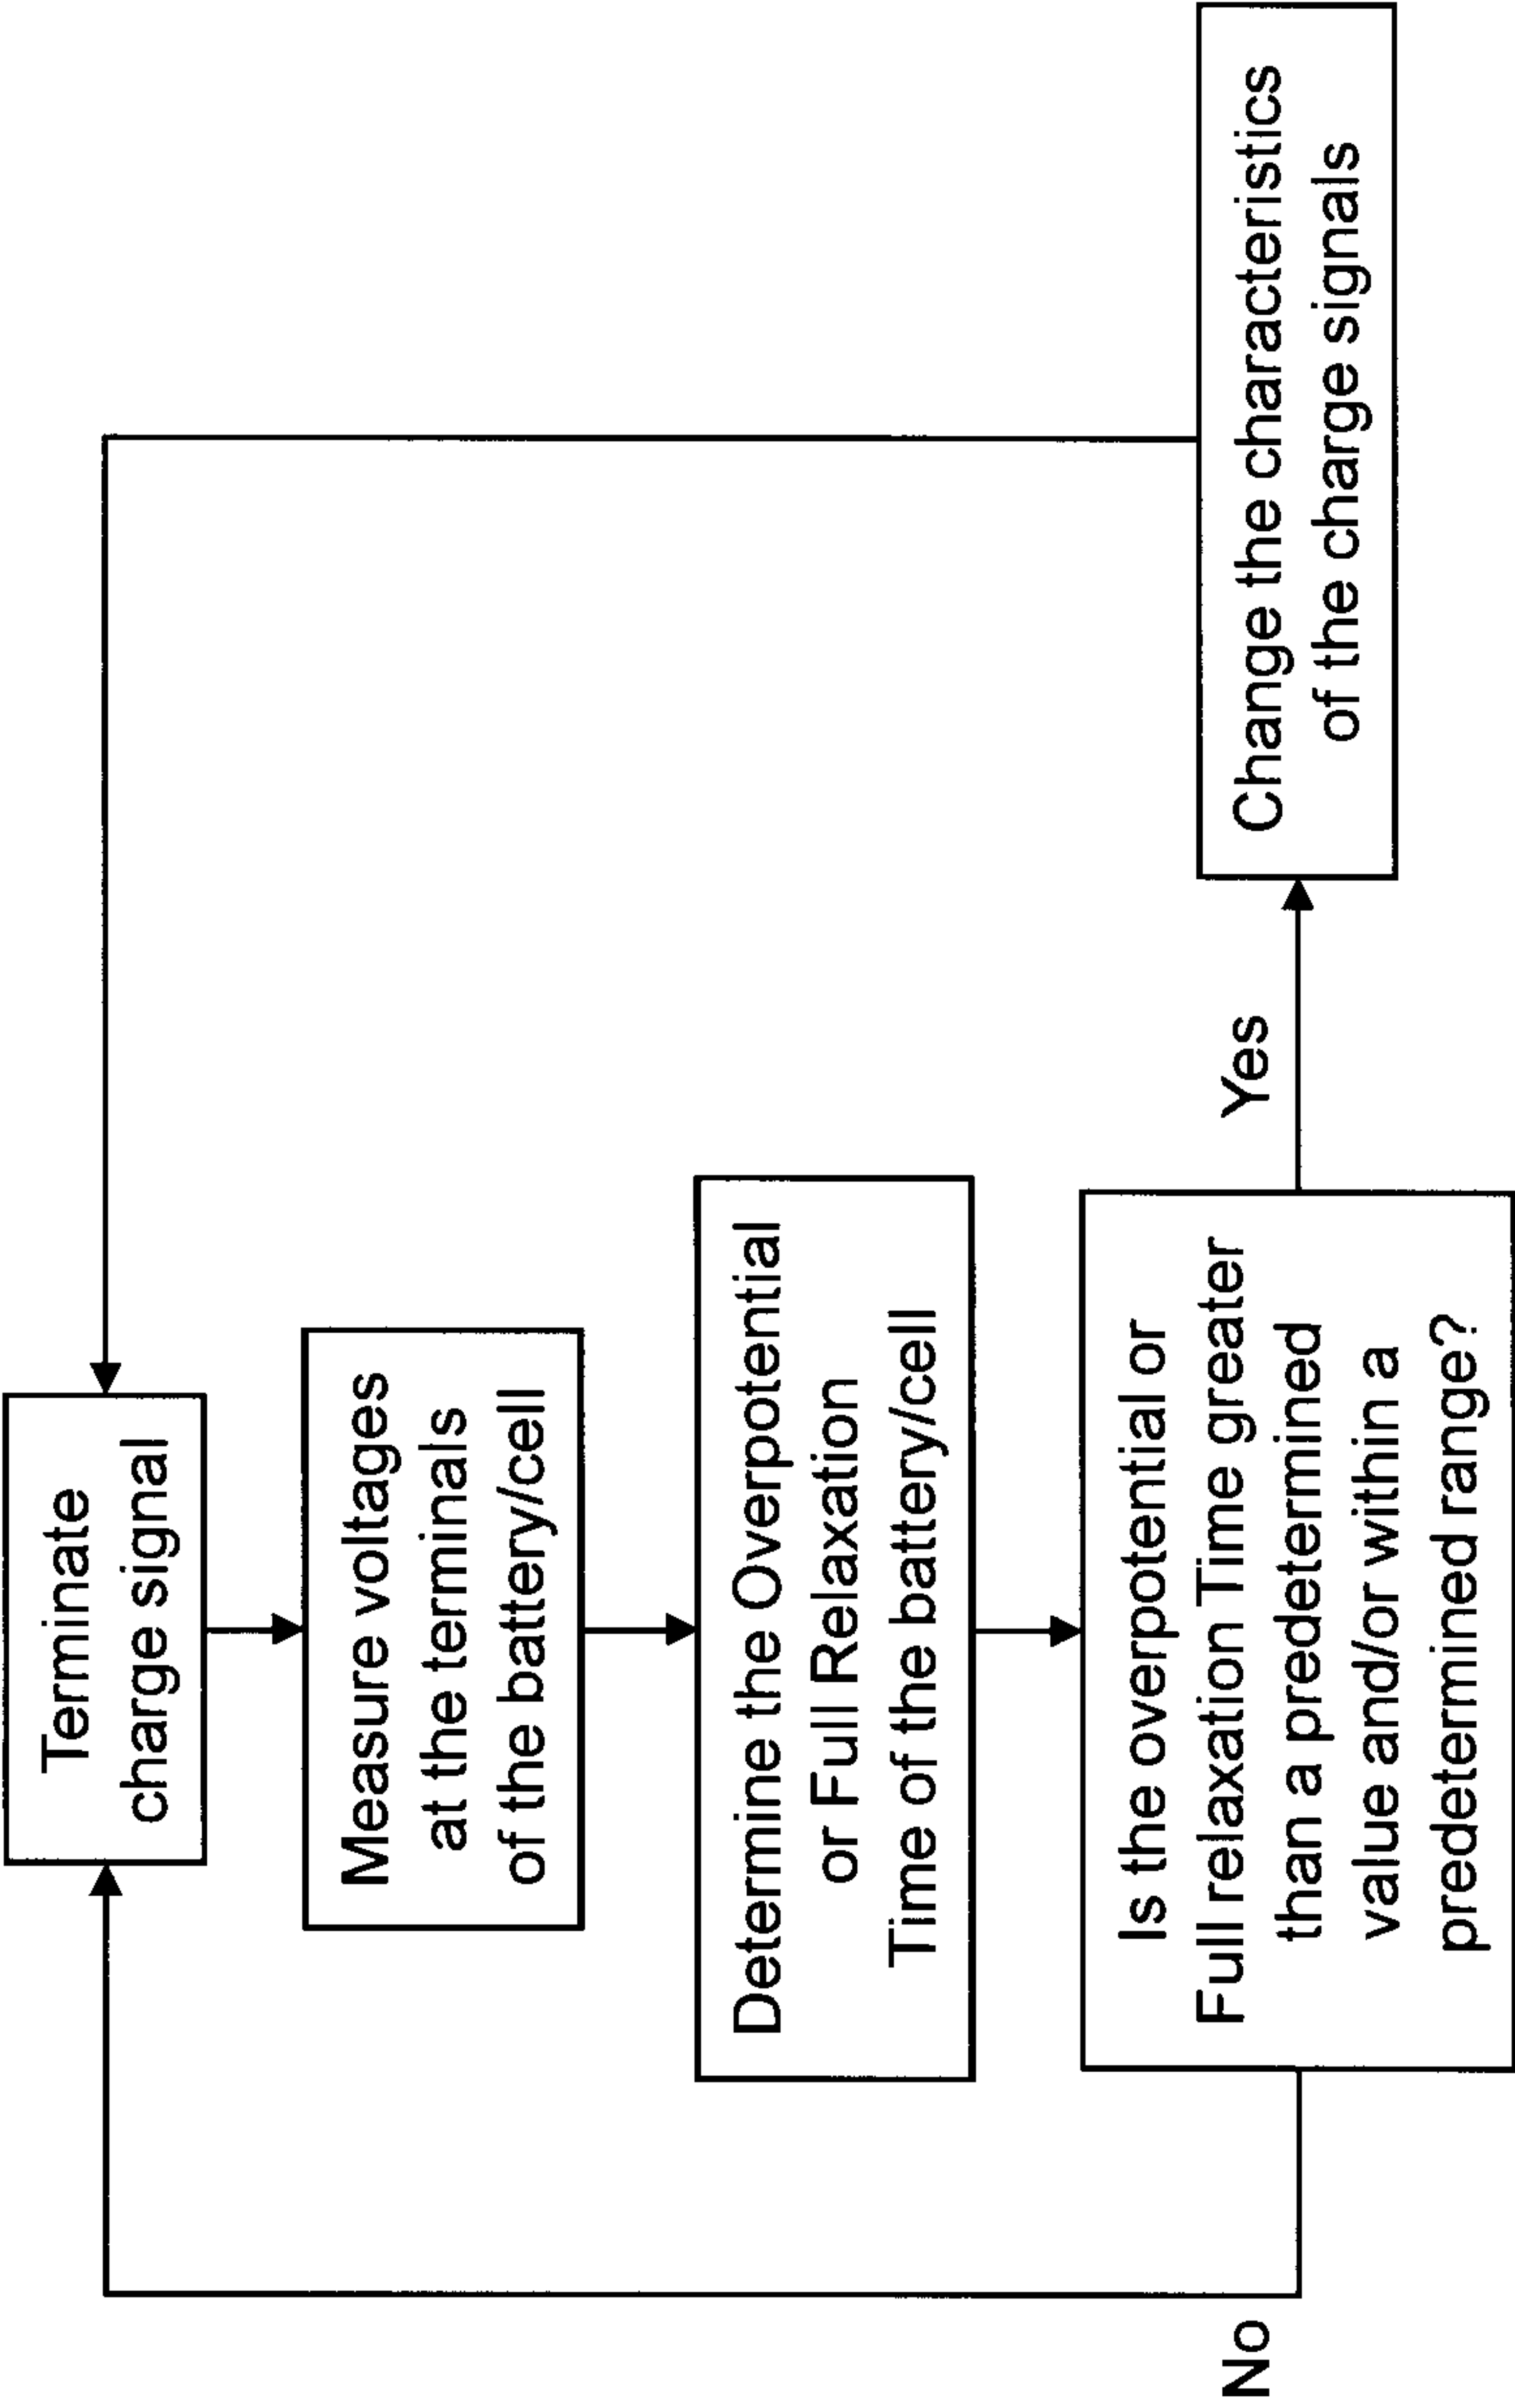 Terminate
charge signal
Measure voltages
at the terminals
of the battery/cell
Determine the Overpotential
or Full Relaxation
Time of the battery/cell
Is the overpotential or
Full relaxation Time greater
than a predetermined
value and/or within a
predetermined range?
No
Yes
Change the characteristics
of the charge signals